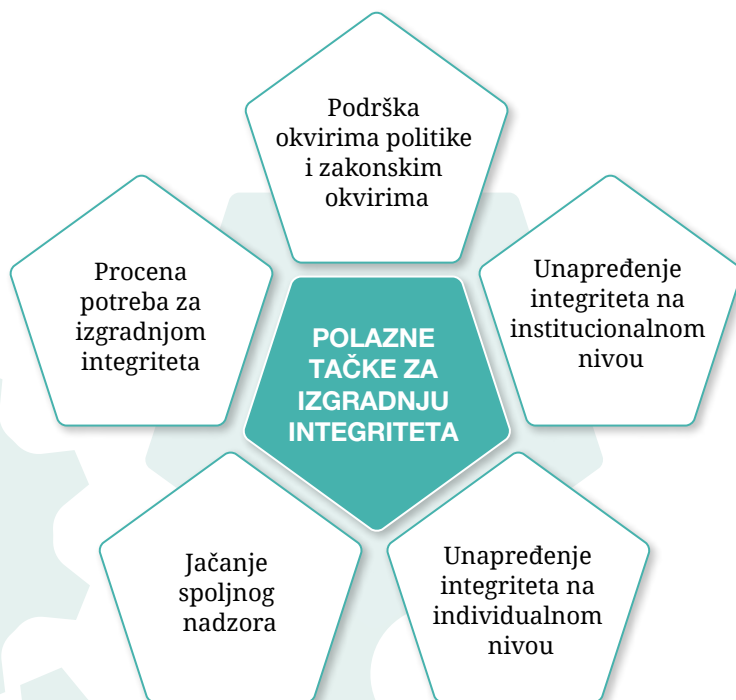 Podrška
okvirima politike
i zakonskim
okvirima
Procena
potreba za
izgradnjom
integriteta
Unapređenje
integriteta na
institucionalnom
nivou
POLAZNE
TAČKE ZA
IZGRADNJU
INTEGRITETA
Jačanje
spoljnog
nadzora
Unapređenje
integriteta na
individualnom
nivou